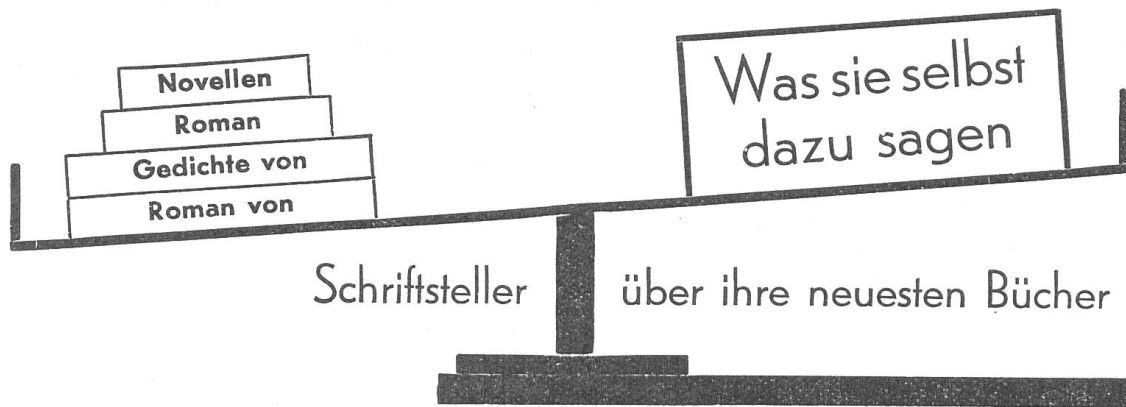 Novellen
Roman
Gedichte von
Roman von
Was sie selbst
dazu sagen
Schriftsteller über ihre neuesten Bücher